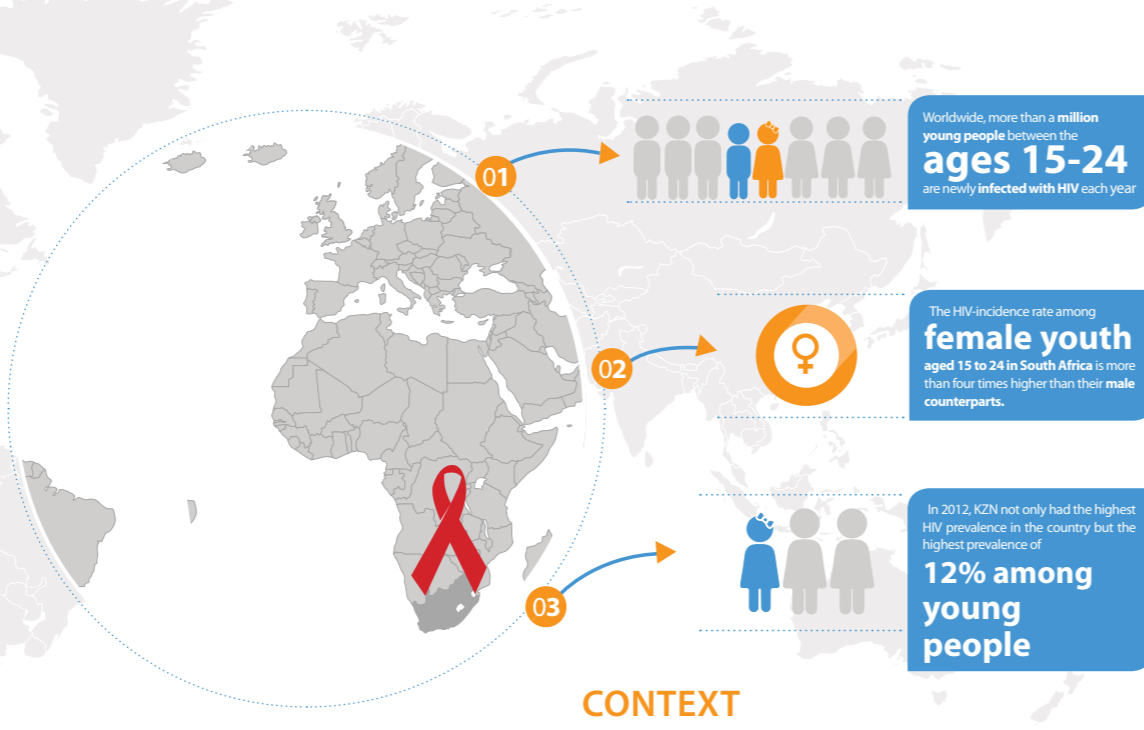 01
Worldwide, more than a million
young people between the
ages 15-24
are newly infected with HIV each year
02
The HIV-incidence rate among
female youth
aged 15 to 24 in South Africa is more
than four times higher than their male
counterparts.
03
In 2012, KZN not only had the highest
HIV prevalence in the country but the
highest prevalence of
12% among
young
people
CONTEXT